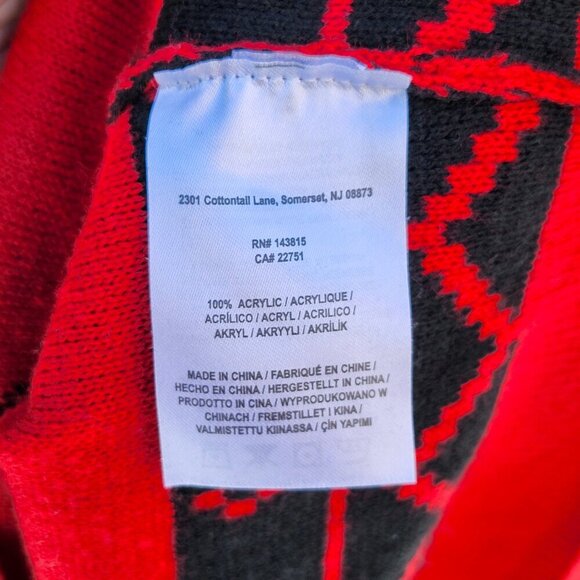 2301 Cottontail Lane, Somerset, NJ 08873
RN# 143815
CA# 22751
100% ACRYLIC / ACRYLIQUE /
ACRÍLICO / ACRYL / ACRILICO /
AKRYL / AKRYYLI / AKRİLİK
MADE IN CHINA / FABRIQUÉ EN CHINE /
HECHO EN CHINA / HERGESTELLT IN CHINA /
PRODOTTO IN CINA / WYPRODUKOWANO W
CHINACH / FREMSTILLET I KINA /
VALMISTETTU KIINASSA / ÇİN YAPIMI